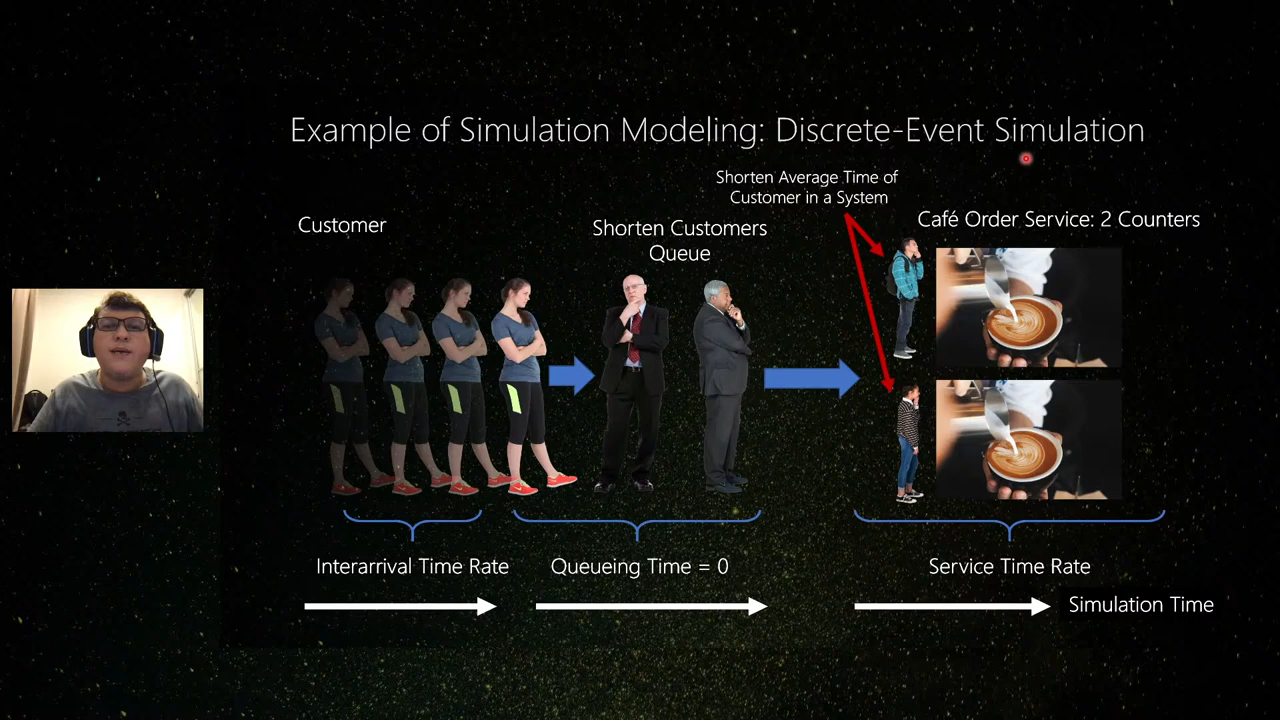 Example of Simulation Modeling: Discrete-Event Simulation
Shorten Average Time of
Customer in a System
Customer
Shorten Customers
Queue
Café Order Service: 2 Counters
Interarrival Time Rate
Queueing Time = 0
Service Time Rate
Simulation Time